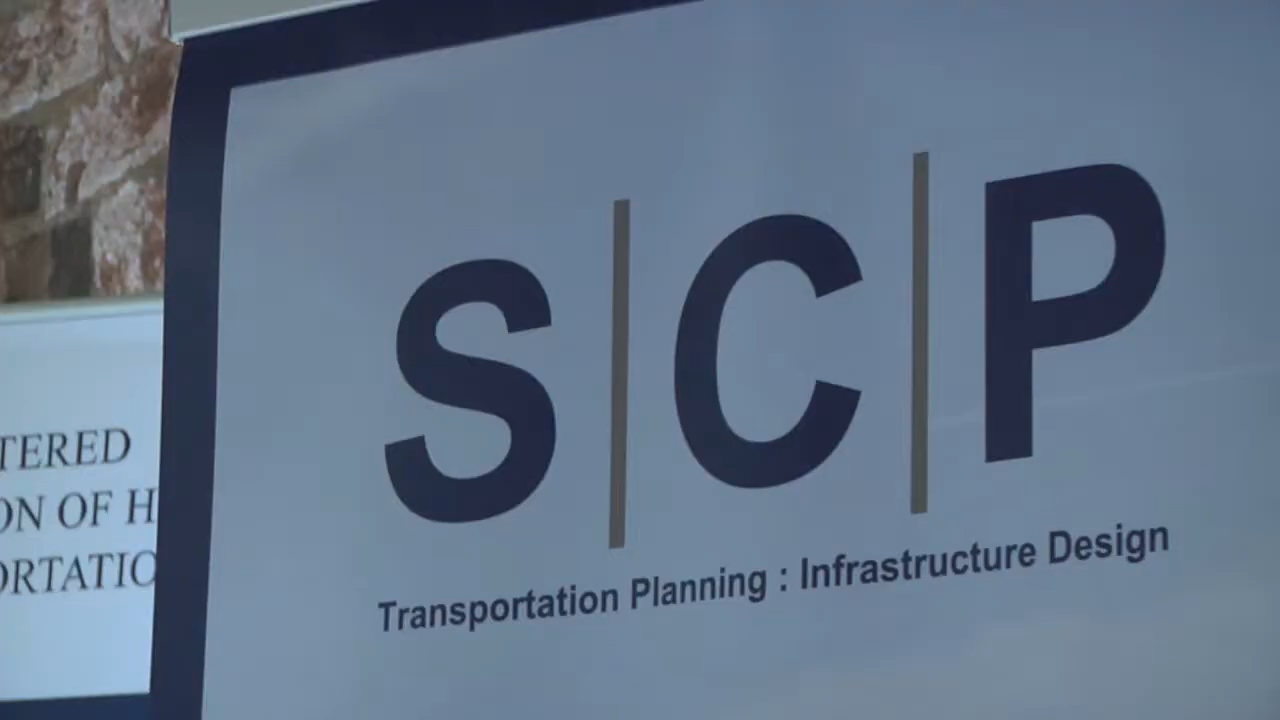 TERED
ON OF H
ORTATIO
S|C|P
Transportation Planning : Infrastructure Design